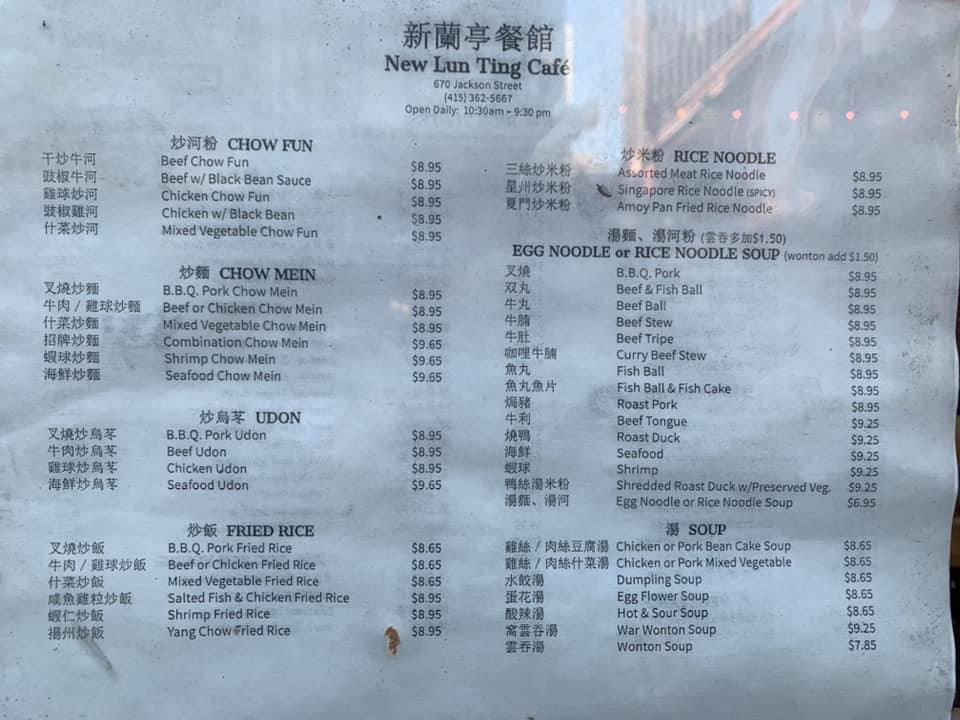 新蘭亭餐館
New Lun Ting Café
670 Jackson Street
(415) 362-5667
Open Daily: 10:30am ~ 9:30 pm
炒河粉 CHOW FUN
干炒牛河 Beef Chow Fun $8.95
豉椒牛河 Beef w/ Black Bean Sauce $8.95
雞球炒河 Chicken Chow Fun $8.95
豉椒雞河 Chicken w/ Black Bean $8.95
什菜炒河 Mixed Vegetable Chow Fun $8.95
炒麵 CHOW MEIN
叉燒炒麵 B.B.Q. Pork Chow Mein $8.95
牛肉 / 雞球炒麵 Beef or Chicken Chow Mein $8.95
什菜炒麵 Mixed Vegetable Chow Mein $8.95
招牌炒麵 Combination Chow Mein $9.65
蝦球炒麵 Shrimp Chow Mein $9.65
海鮮炒麵 Seafood Chow Mein $9.65
炒烏苳 UDON
叉燒炒烏苳 B.B.Q. Pork Udon $8.95
牛肉炒烏苳 Beef Udon $8.95
雞球炒烏苳 Chicken Udon $8.95
海鮮炒烏苳 Seafood Udon $9.65
炒飯 FRIED RICE
叉燒炒飯 B.B.Q. Pork Fried Rice $8.65
牛肉 / 雞球炒飯 Beef or Chicken Fried Rice $8.65
什菜炒飯 Mixed Vegetable Fried Rice $8.65
咸魚雞粒炒飯 Salted Fish & Chicken Fried Rice $8.95
蝦仁炒飯 Shrimp Fried Rice $8.95
揚州炒飯 Yang Chow Fried Rice $8.95
炒米粉 RICE NOODLE
三絲炒米粉 Assorted Meat Rice Noodle $8.95
星州炒米粉 Singapore Rice Noodle (SPICY) $8.95
夏門炒米粉 Amoy Pan Fried Rice Noodle $8.95
湯麵、湯河粉 (雲吞多加$1.50)
EGG NOODLE or RICE NOODLE SOUP (wonton add $1.50)
叉燒 B.B.Q. Pork $8.95
双丸 Beef & Fish Ball $8.95
牛丸 Beef Ball $8.95
牛腩 Beef Stew $8.95
牛肚 Beef Tripe $8.95
咖哩牛腩 Curry Beef Stew $8.95
魚丸 Fish Ball $8.95
魚丸魚片 Fish Ball & Fish Cake $8.95
焗豬 Roast Pork $8.95
牛利 Beef Tongue $9.25
燒鴨 Roast Duck $9.25
海鮮 Seafood $9.25
蝦球 Shrimp $9.25
鴨絲湯米粉 Shredded Roast Duck w/Preserved Veg. $9.25
湯麵、湯河 Egg Noodle or Rice Noodle Soup $6.95
湯 SOUP
雞絲 / 肉絲豆腐湯 Chicken or Pork Bean Cake Soup $8.65
雞絲 / 肉絲什菜湯 Chicken or Pork Mixed Vegetable $8.65
水餃湯 Dumpling Soup $8.65
蛋花湯 Egg Flower Soup $8.65
酸辣湯 Hot & Sour Soup $8.65
窩雲吞湯 War Wonton Soup $9.25
雲吞湯 Wonton Soup $7.85